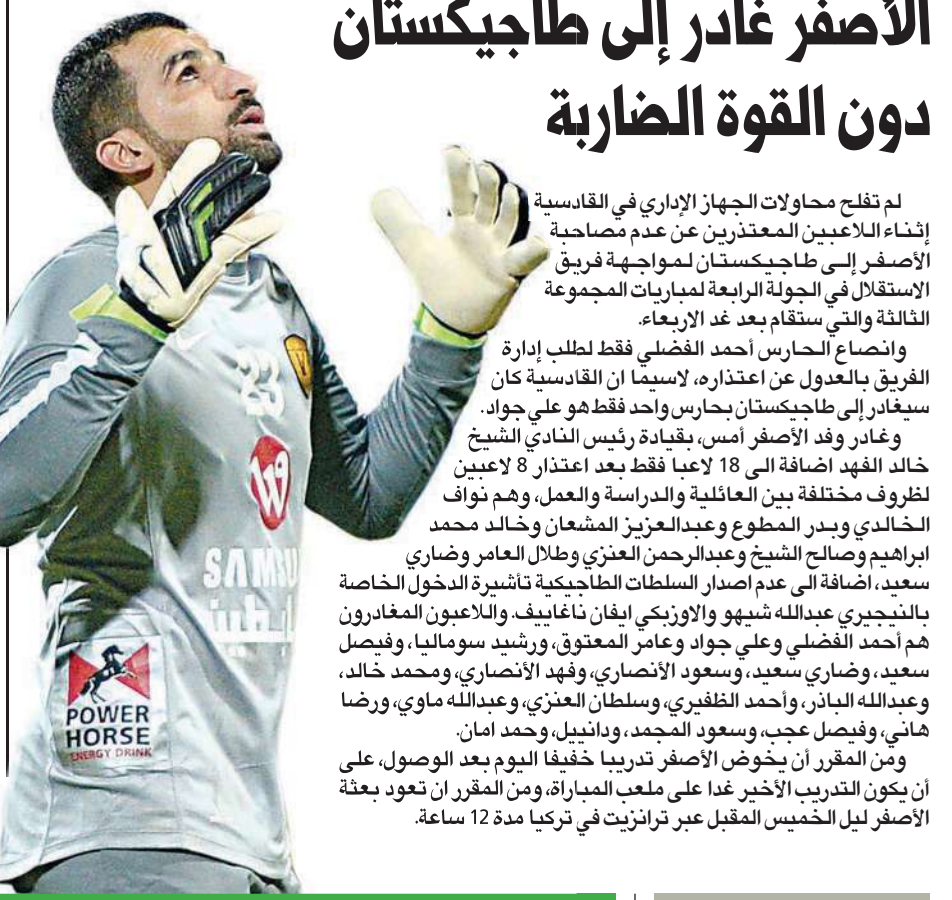 الأصفر غادر إلى طاجيكستان
دون القوة الضاربة
لم تفلح محاولات الجهاز الإداري في القادسية
إثناء اللاعبين المعتذرين عن عدم مصاحبة
الأصفر إلى طاجيكستان لمواجهة فريق
الاستقلال في الجولة الرابعة لمباريات المجموعة
الثالثة والتي ستقام بعد غد الاربعاء.
وانصاع الحارس أحمد الفضلي فقط لطلب إدارة
الفريق بالعدول عن اعتذاره، لاسيما ان القادسية كان
سيغادر إلى طاجيكستان بحارس واحد فقط هو علي جواد.
وغادر وفد الأصفر أمس، بقيادة رئيس النادي الشيخ
خالد الفهد اضافة الى 18 لاعبا فقط بعد اعتذار 8 لاعبين
لظروف مختلفة بين العائلية والدراسة والعمل، وهم نواف
الخالدي وبدر المطوع وعبدالعزيز المشعان وخالد محمد
ابراهيم وصالح الشيخ وعبدالرحمن العنزي وطلال العامر وضاري
سعيد، اضافة الى عدم اصدار السلطات الطاجيكية تأشيرة الدخول الخاصة
بالنيجيري عبدالله شيهو والاوزبكي ايفان ناغاييف. واللاعبون المغادرون
هم أحمد الفضلي وعلي جواد وعامر المعتوق، ورشيد سوماليا، وفيصل
سعيد، وضاري سعيد، وسعود الأنصاري، وفهد الأنصاري، ومحمد خالد،
وعبدالله الباذر، وأحمد الظفيري، وسلطان العنزي، وعبدالله ماوي، ورضا
هاني، وفيصل عجب، وسعود المجمد، ودانييل، وحمد امان.
ومن المقرر أن يخوض الأصفر تدريبا خفيفا اليوم بعد الوصول، على
أن يكون التدريب الأخير غدا على ملعب المباراة، ومن المقرر ان تعود بعثة
الأصفر ليل الخميس المقبل عبر ترانزيت في تركيا مدة 12 ساعة.
23
SAMSU
POWER
HORSE
ENERGY DRINK